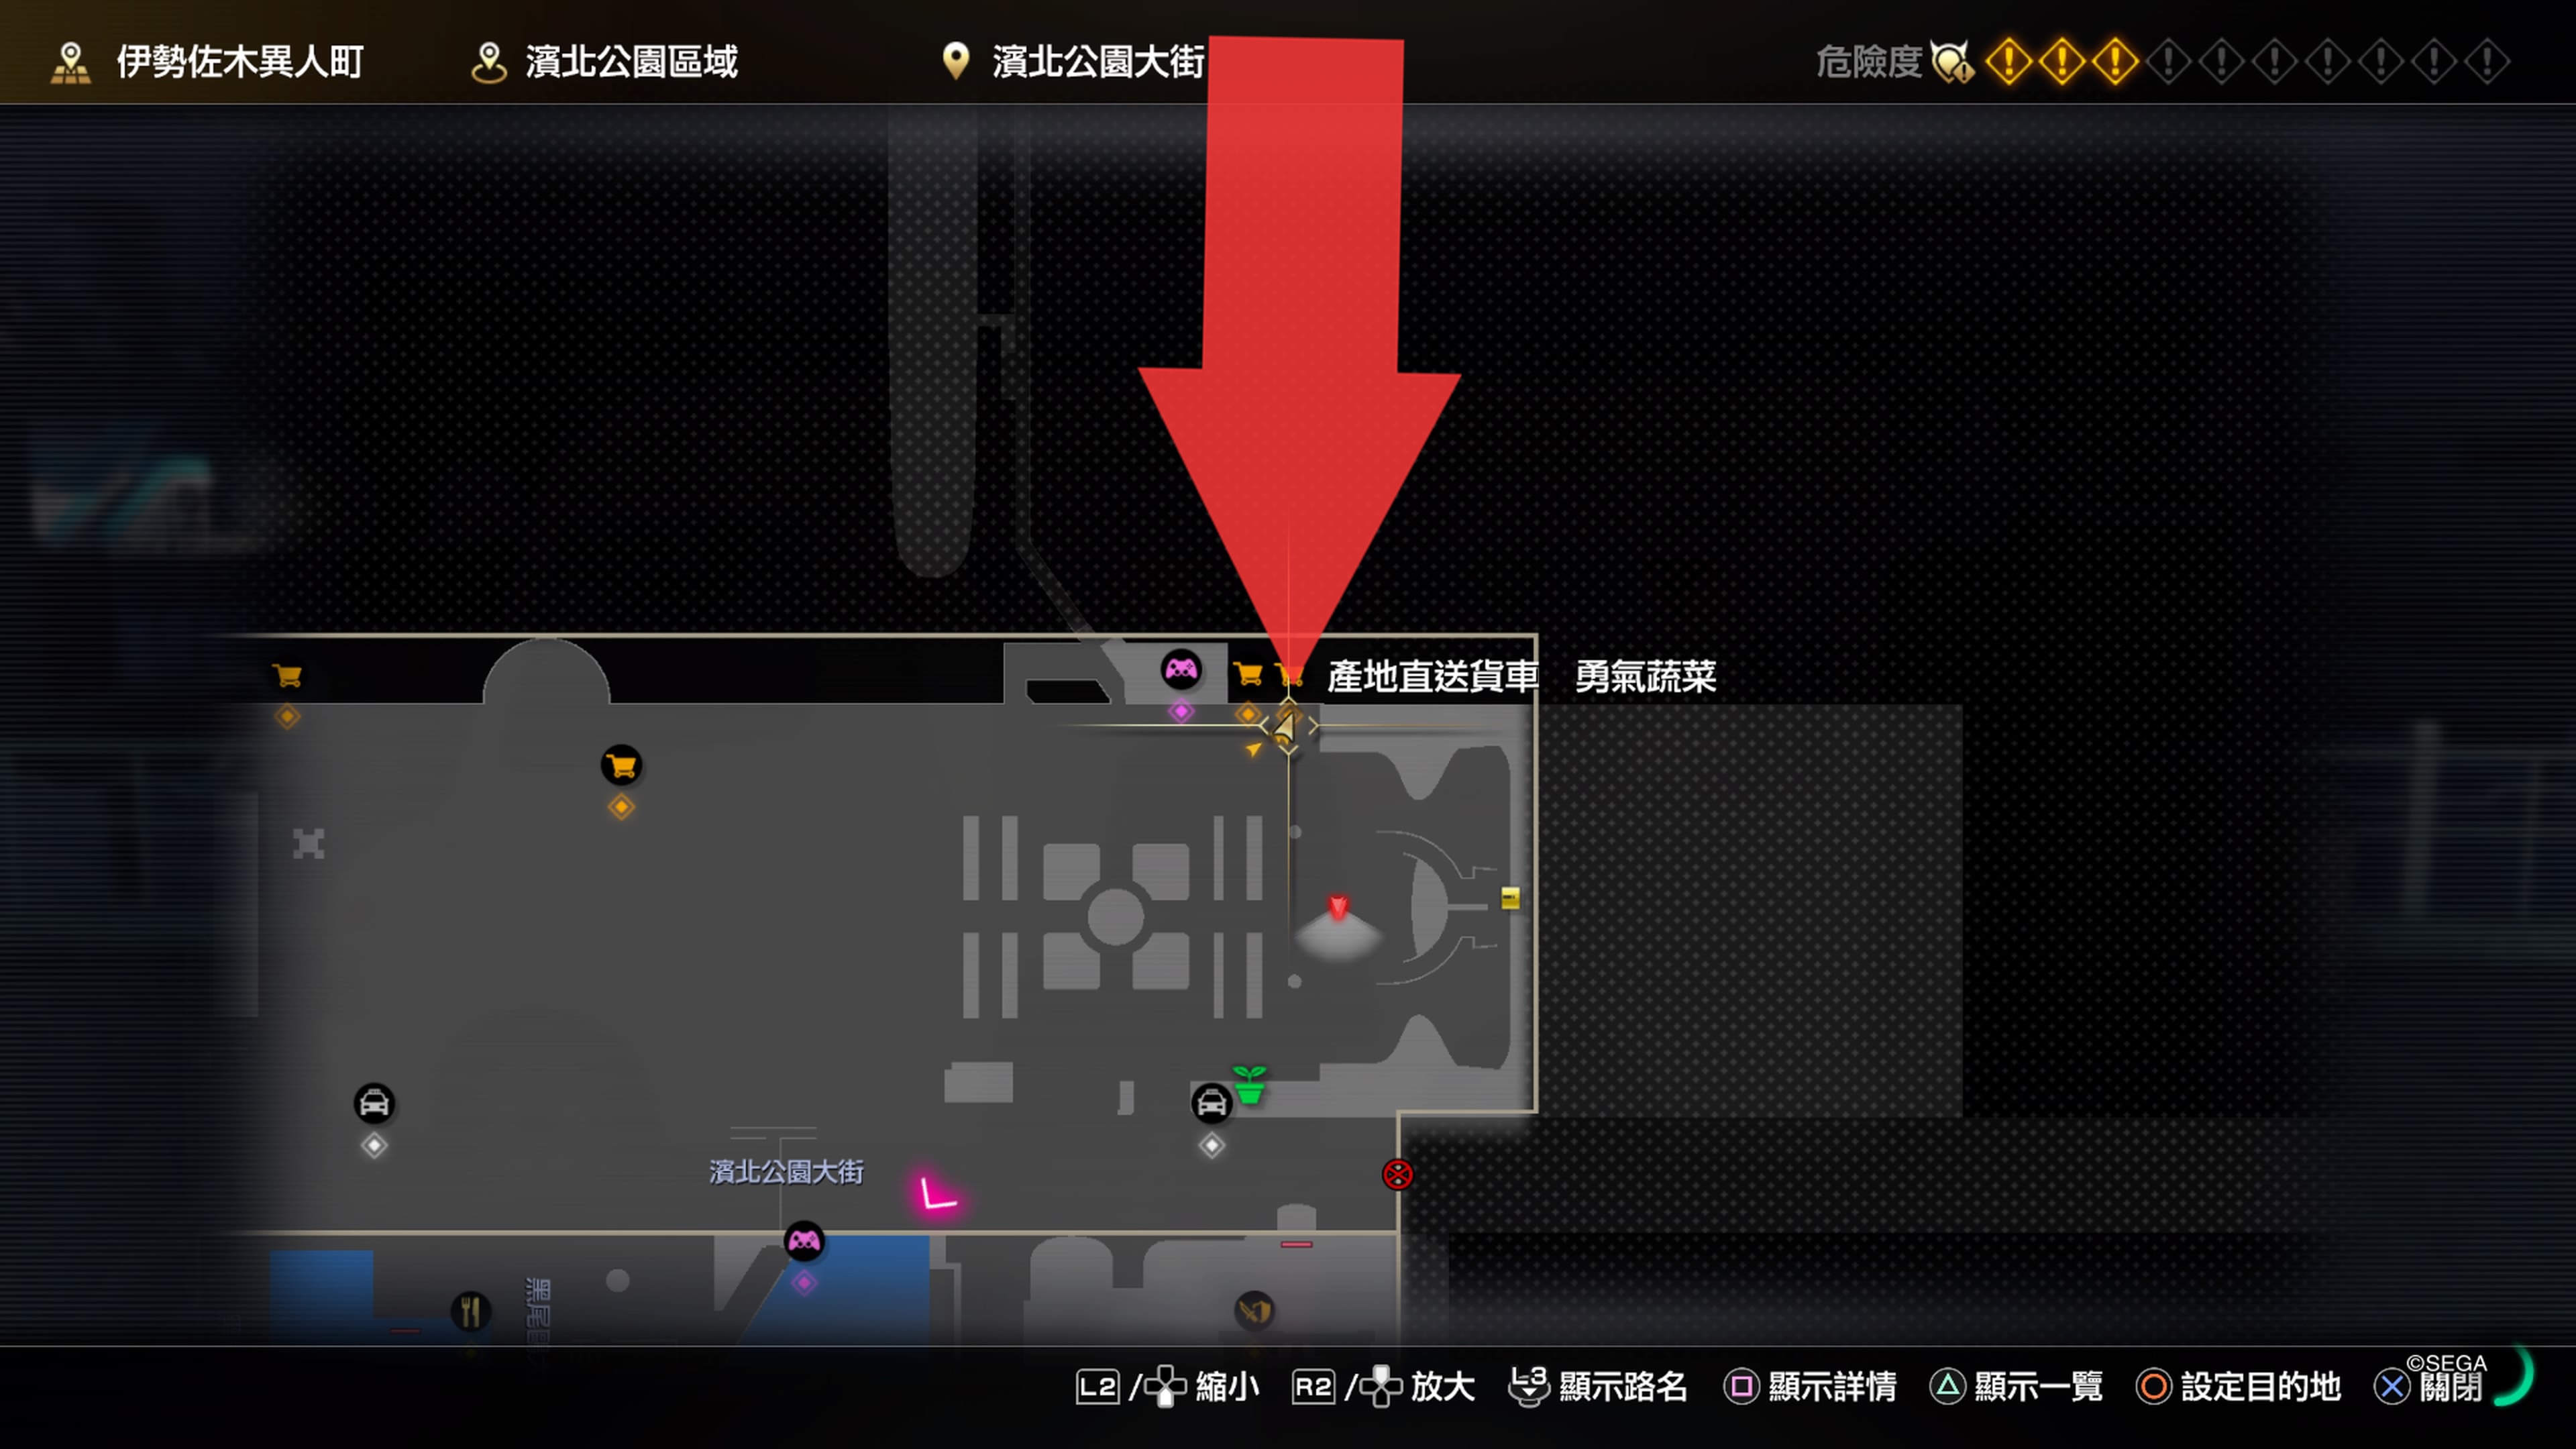 伊勢佐木異人町
濱北公園區域
濱北公園大街
危險度
產地直送貨車 勇氣蔬菜
濱北公園大街
L2 / 縮小
R2 / 放大
L3 顯示路名
顯示詳情
顯示一覽
設定目的地
關閉
©SEGA